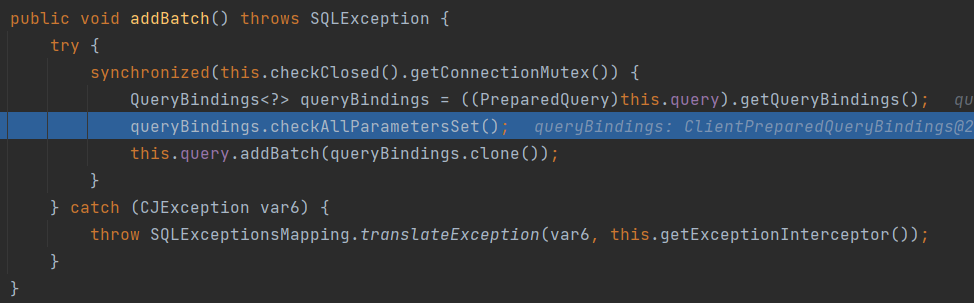 public void addBatch() throws SQLException {
try {
synchronized(this.checkClosed().getConnectionMutex()) {
QueryBindings<?> queryBindings = ((PreparedQuery)this.query).getQueryBindings(); qu
queryBindings.checkAllParametersSet(); queryBindings: ClientPreparedQueryBindings@2
this.query.addBatch(queryBindings.clone());
}
} catch (CJException var6) {
throw SQLExceptionsMapping.translateException(var6, this.getExceptionInterceptor());
}
}